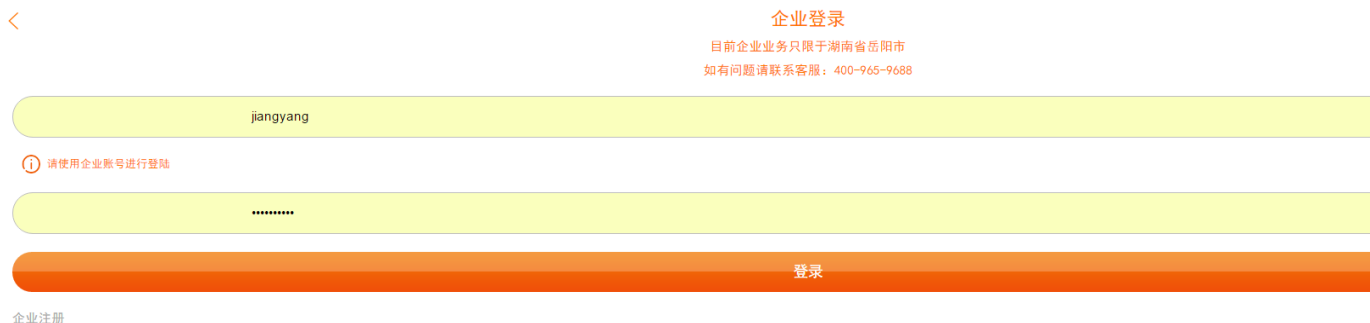 企业登录
目前企业业务只限于湖南省岳阳市
如有问题请联系客服：400-965-9688
jiangyang
请使用企业账号进行登陆
••••••••••
登录
企业注册